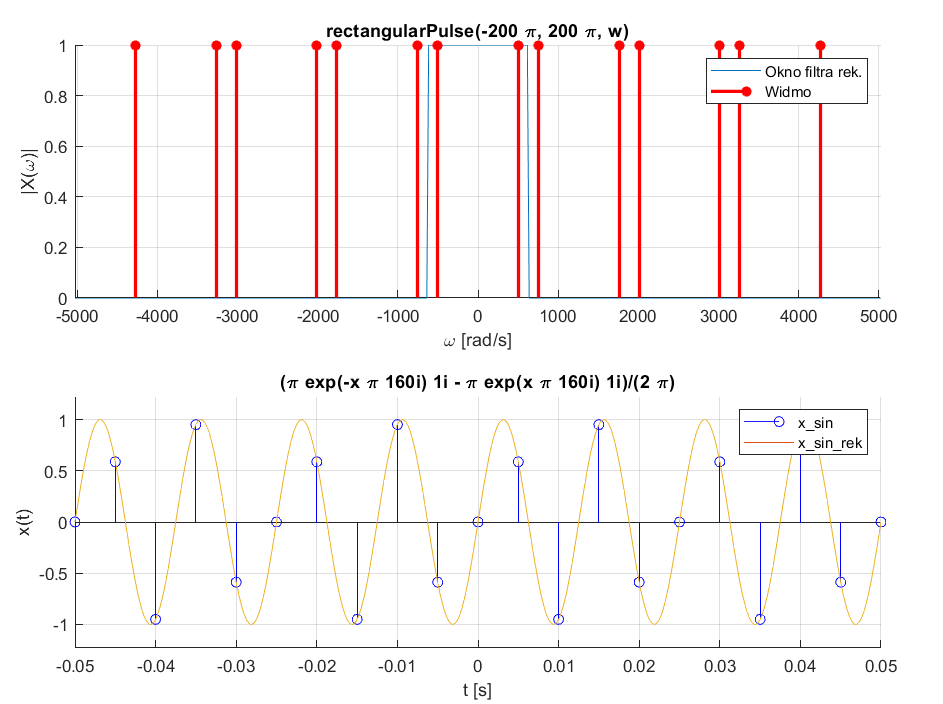 rectangularPulse(-200 π, 200 π, w)
1
0.8
0.6
0.4
0.2
0
|X(ω)|
Okno filtra rek.
Widmo
-5000 -4000 -3000 -2000 -1000 0 1000 2000 3000 4000 5000
ω [rad/s]
(π exp(-x π 160i) 1i - π exp(x π 160i) 1i)/(2 π)
1
0.5
0
-0.5
-1
x(t)
x_sin
x_sin_rek
-0.05 -0.04 -0.03 -0.02 -0.01 0 0.01 0.02 0.03 0.04 0.05
t [s]